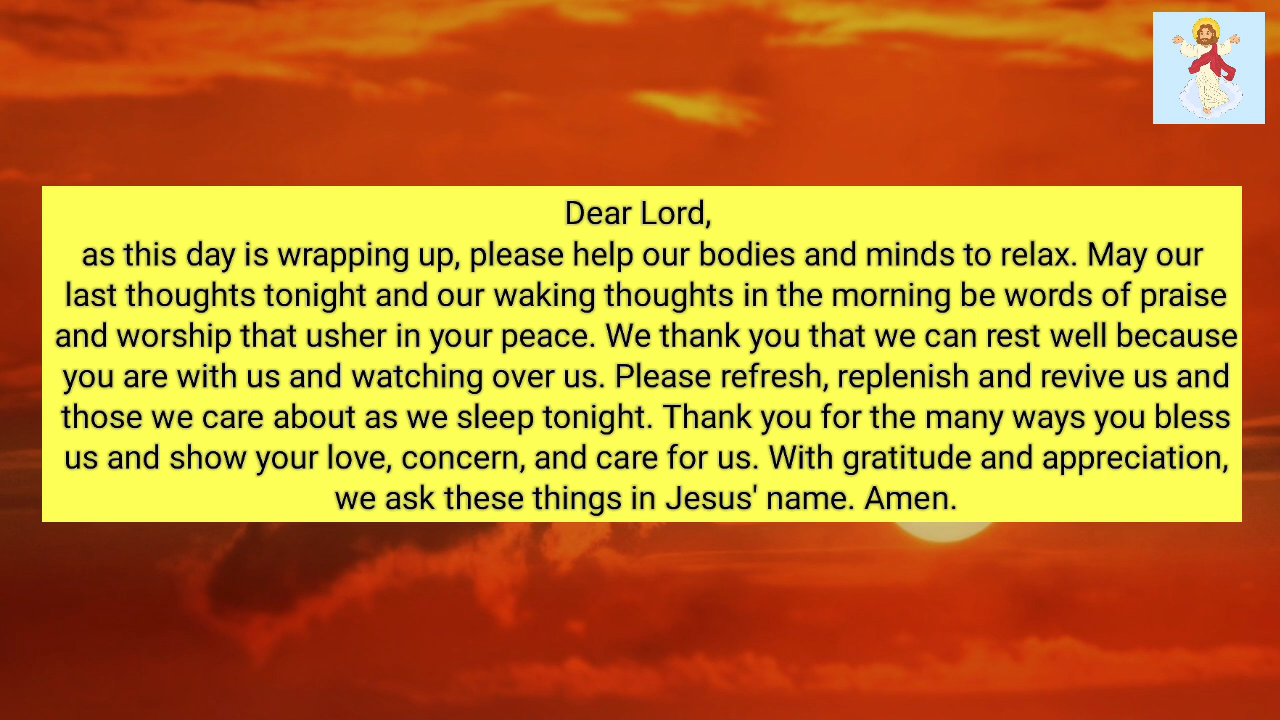 Dear Lord,
as this day is wrapping up, please help our bodies and minds to relax. May our
last thoughts tonight and our waking thoughts in the morning be words of praise
and worship that usher in your peace. We thank you that we can rest well because
you are with us and watching over us. Please refresh, replenish and revive us and
those we care about as we sleep tonight. Thank you for the many ways you bless
us and show your love, concern, and care for us. With gratitude and appreciation,
we ask these things in Jesus' name. Amen.